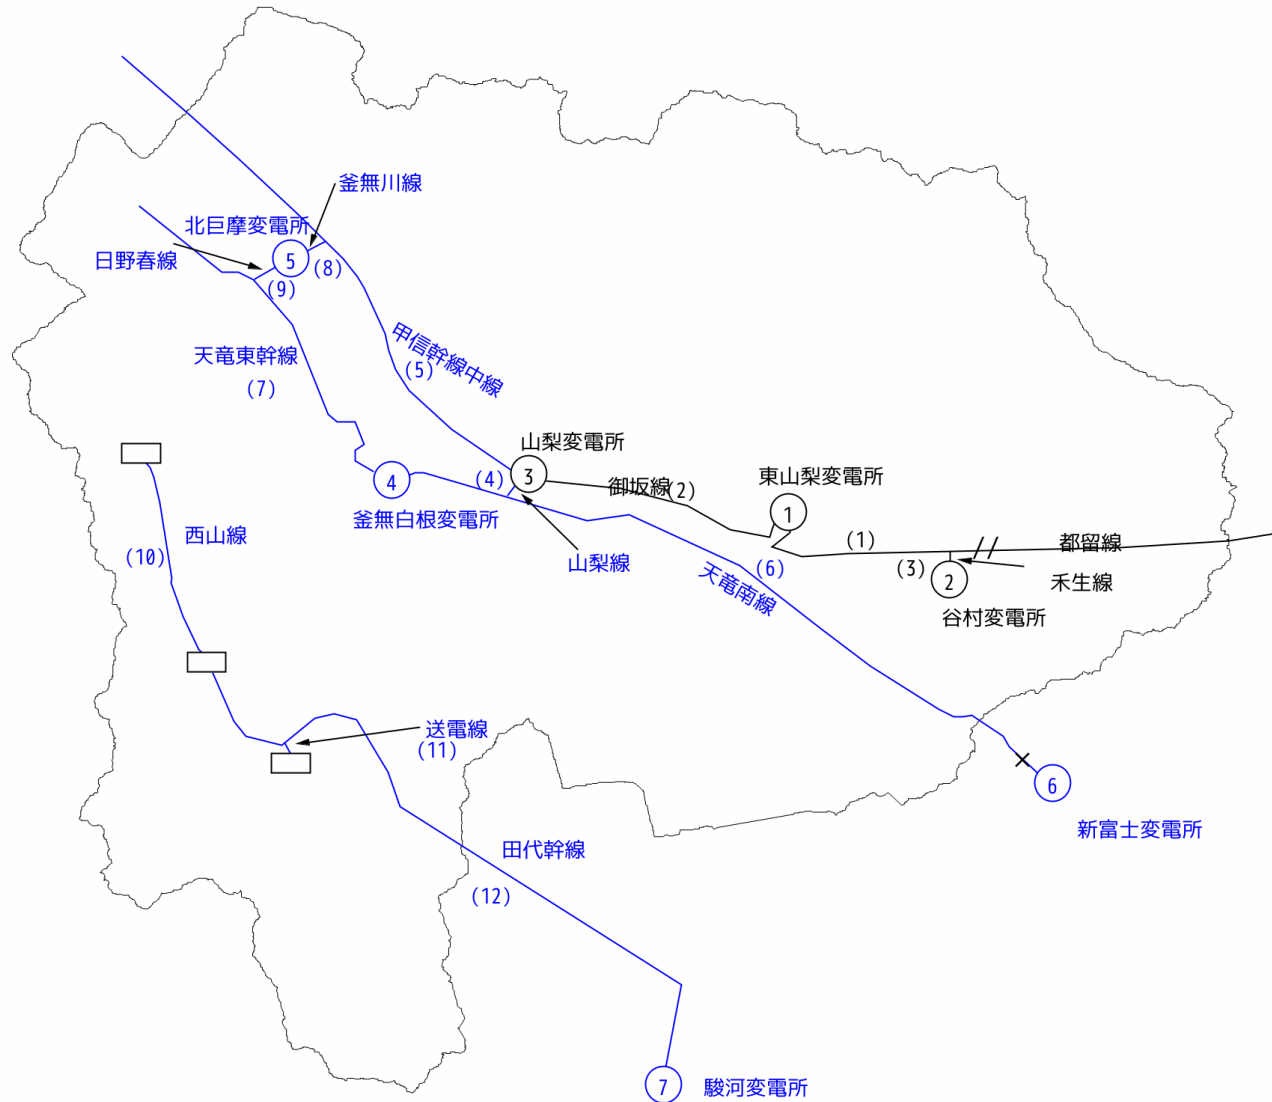 釜無川線
北巨摩変電所
日野春線
5
(8)
(9)
甲信幹線中線
(5)
天竜東幹線
(7)
山梨変電所
3
(4)
4
御坂線
(2)
東山梨変電所
1
釜無白根変電所
西山線
(10)
山梨線
(6)
天竜南線
(1)
都留線
(3)
2
禾生線
谷村変電所
送電線
(11)
6
新富士変電所
田代幹線
(12)
7
駿河変電所